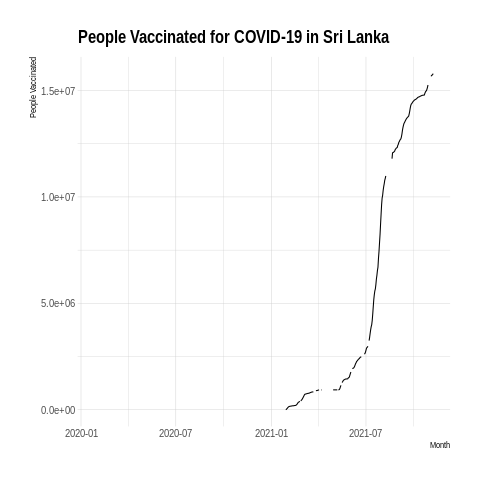 People Vaccinated for COVID-19 in Sri Lanka
People Vaccinated
1.5e+07
1.0e+07
5.0e+06
0.0e+00
2020-01 2020-07 2021-01 2021-07
Month